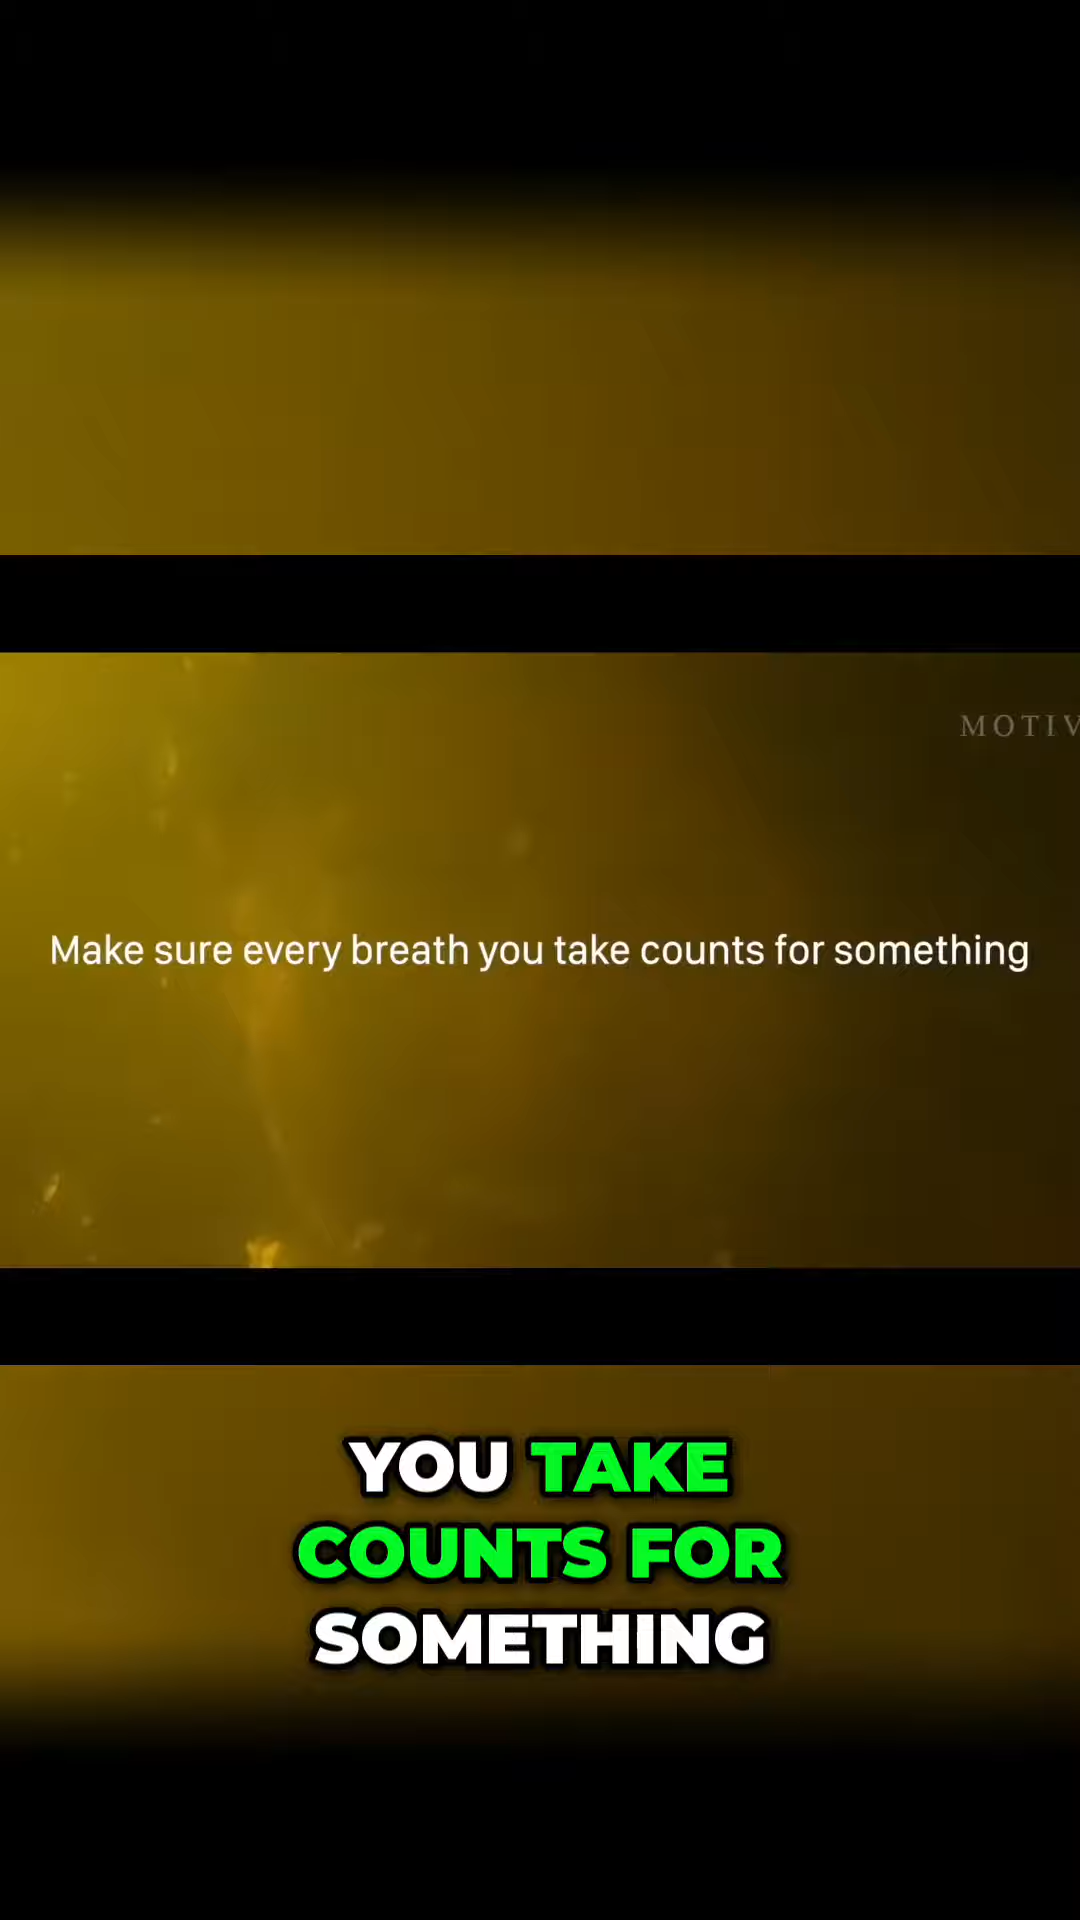 MOTIV
Make sure every breath you take counts for something
YOU TAKE
COUNTS FOR
SOMETHING